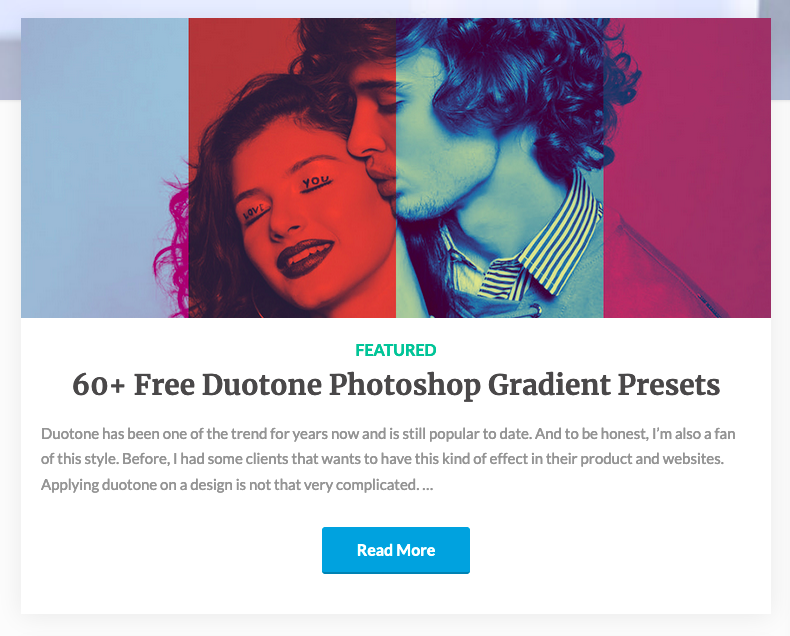 LOVE YOU
FEATURED
60+ Free Duotone Photoshop Gradient Presets
Duotone has been one of the trend for years now and is still popular to date. And to be honest, I’m also a fan
of this style. Before, I had some clients that wants to have this kind of effect in their product and websites.
Applying duotone on a design is not that very complicated. ...
Read More